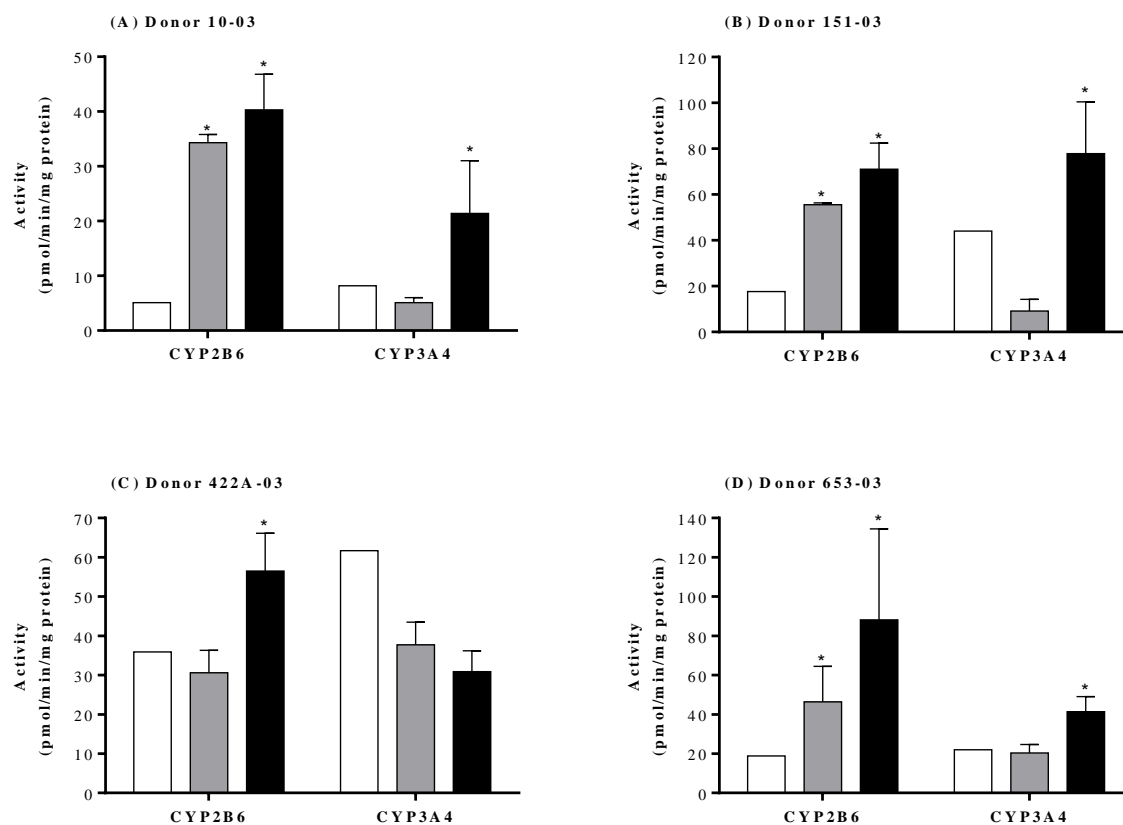 (A) Donor 10-03
Activity
(pmol/min/mg protein)
50
40
30
20
10
0
*
*
*
CYP2B6 CYP3A4
(B) Donor 151-03
Activity
(pmol/min/mg protein)
120
100
80
60
40
20
0
*
*
*
CYP2B6 CYP3A4
(C) Donor 422A-03
Activity
(pmol/min/mg protein)
70
60
50
40
30
20
10
0
*
CYP2B6 CYP3A4
(D) Donor 653-03
Activity
(pmol/min/mg protein)
140
120
100
80
60
40
20
0
*
*
*
CYP2B6 CYP3A4